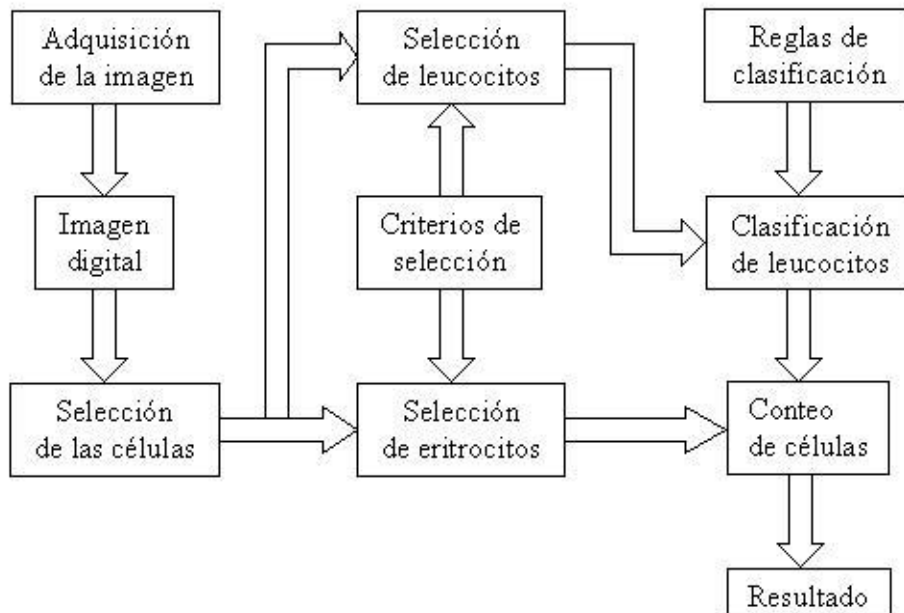 Adquisición
de la imagen
Selección
de leucocitos
Reglas de
clasificación
Imagen
digital
Criterios de
selección
Clasificación
de leucocitos
Selección
de las células
Selección
de eritrocitos
Conteo
de células
Resultado